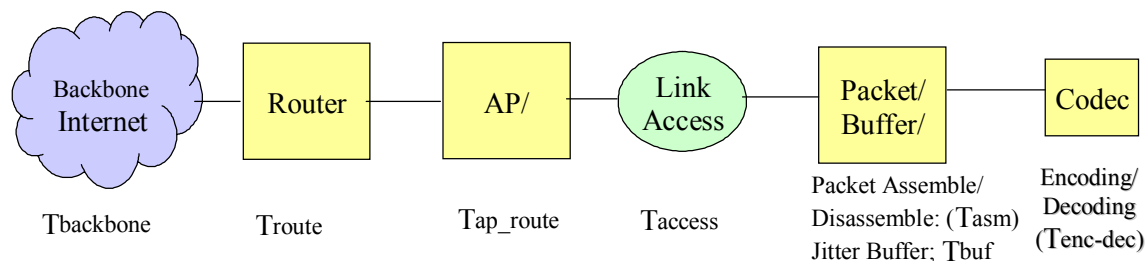 Backbone
Internet
Router
AP/
Link
Access
Packet/
Buffer/
Codec
Tbackbone
Troute
Tap_route
Taccess
Packet Assemble/
Disassemble: (Tasm)
Jitter Buffer; Tbuf
Encoding/
Decoding
(Tenc-dec)